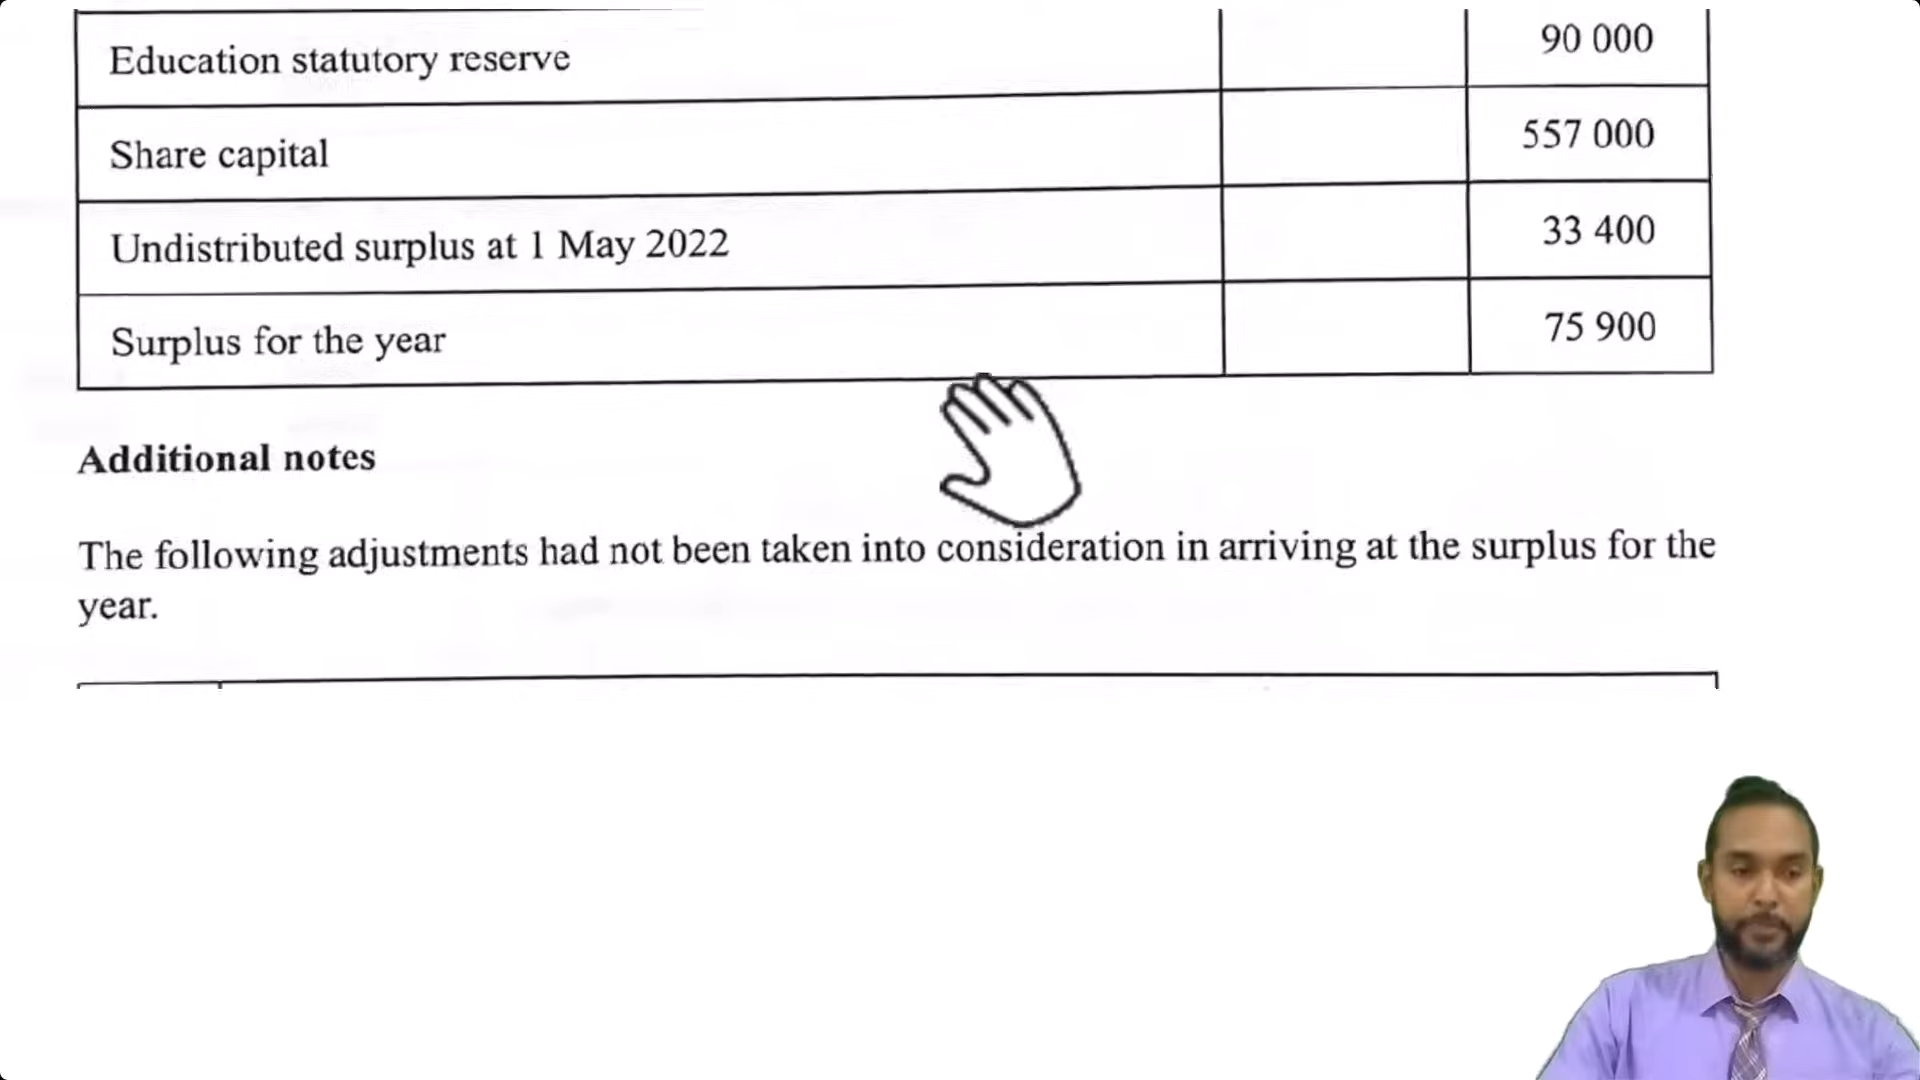 Education statutory reserve 90 000
Share capital 557 000
Undistributed surplus at 1 May 2022 33 400
Surplus for the year 75 900
Additional notes
The following adjustments had not been taken into consideration in arriving at the surplus for the
year.